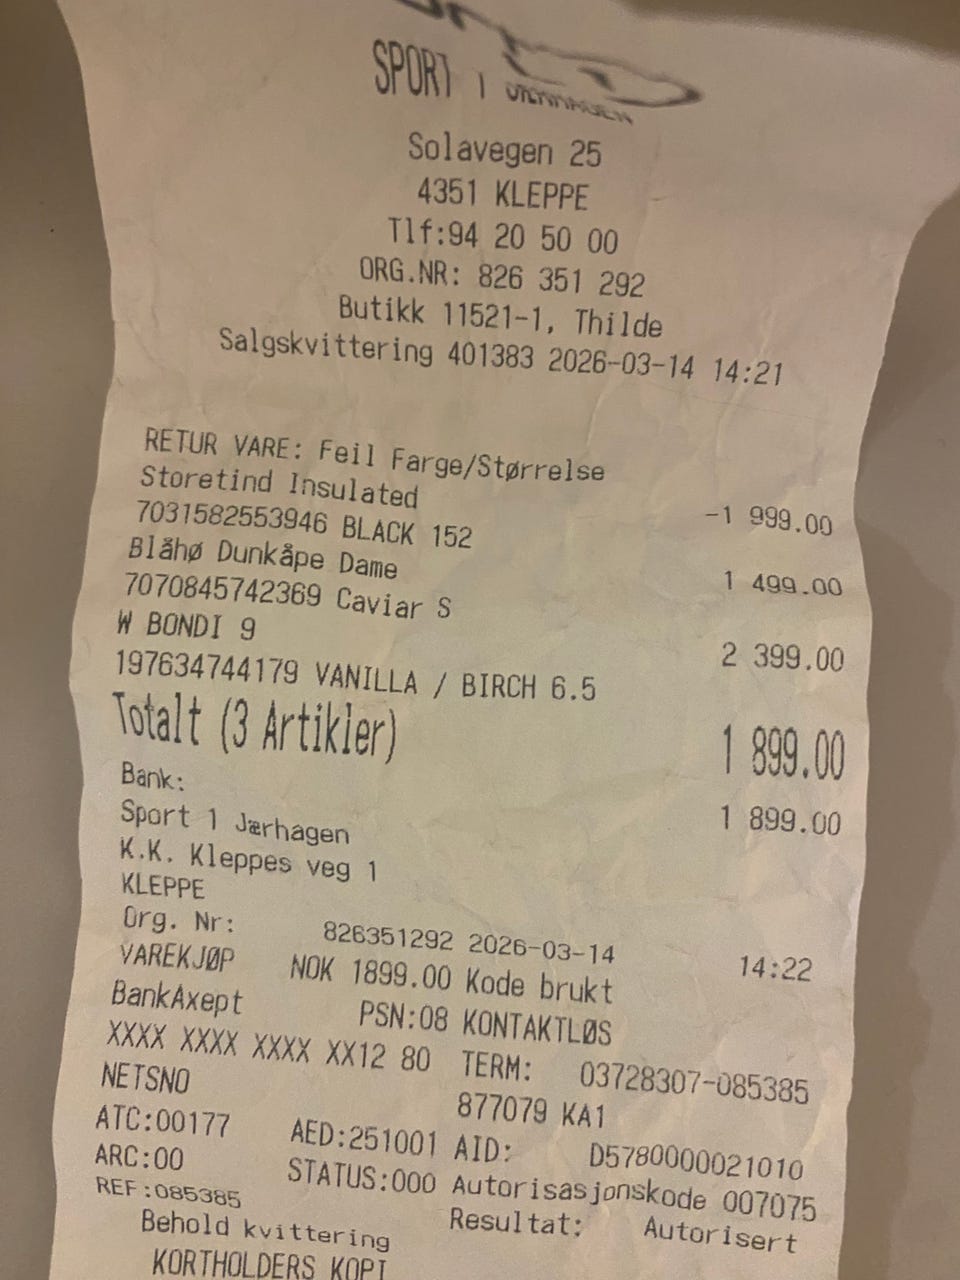 SPORT 1
Solavegen 25
4351 KLEPPE
Tlf:94 20 50 00
ORG.NR: 826 351 292
Butikk 11521-1, Thilde
Salgskvittering 401383 2026-03-14 14:21
RETUR VARE: Feil Farge/Størrelse
Storetind Insulated -1 999.00
7031582553946 BLACK 152
Blåhø Dunkåpe Dame 1 499.00
7070845742369 Caviar S
W BONDI 9 2 399.00
197634744179 VANILLA / BIRCH 6.5
Totalt (3 Artikler) 1 899.00
Bank: 1 899.00
Sport 1 Jærhagen
K.K. Kleppes veg 1
KLEPPE
Org. Nr: 826351292 2026-03-14 14:22
VAREKJØP NOK 1899.00 Kode brukt
BankAxept PSN:08 KONTAKTLØS
XXXX XXXX XXXX XX12 80 TERM: 03728307-085385
NETSNO 877079 KA1
ATC:00177 AED:251001 AID: D5780000021010
ARC:00 STATUS:000 Autorisasjonskode 007075
REF:085385 Resultat: Autorisert
Behold kvittering
KORTHOLDERS KOPI